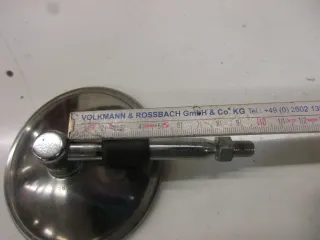 VOLKMANN & ROSSBACH GmbH & Co. KG Tel.: +49 (0) 2602 13